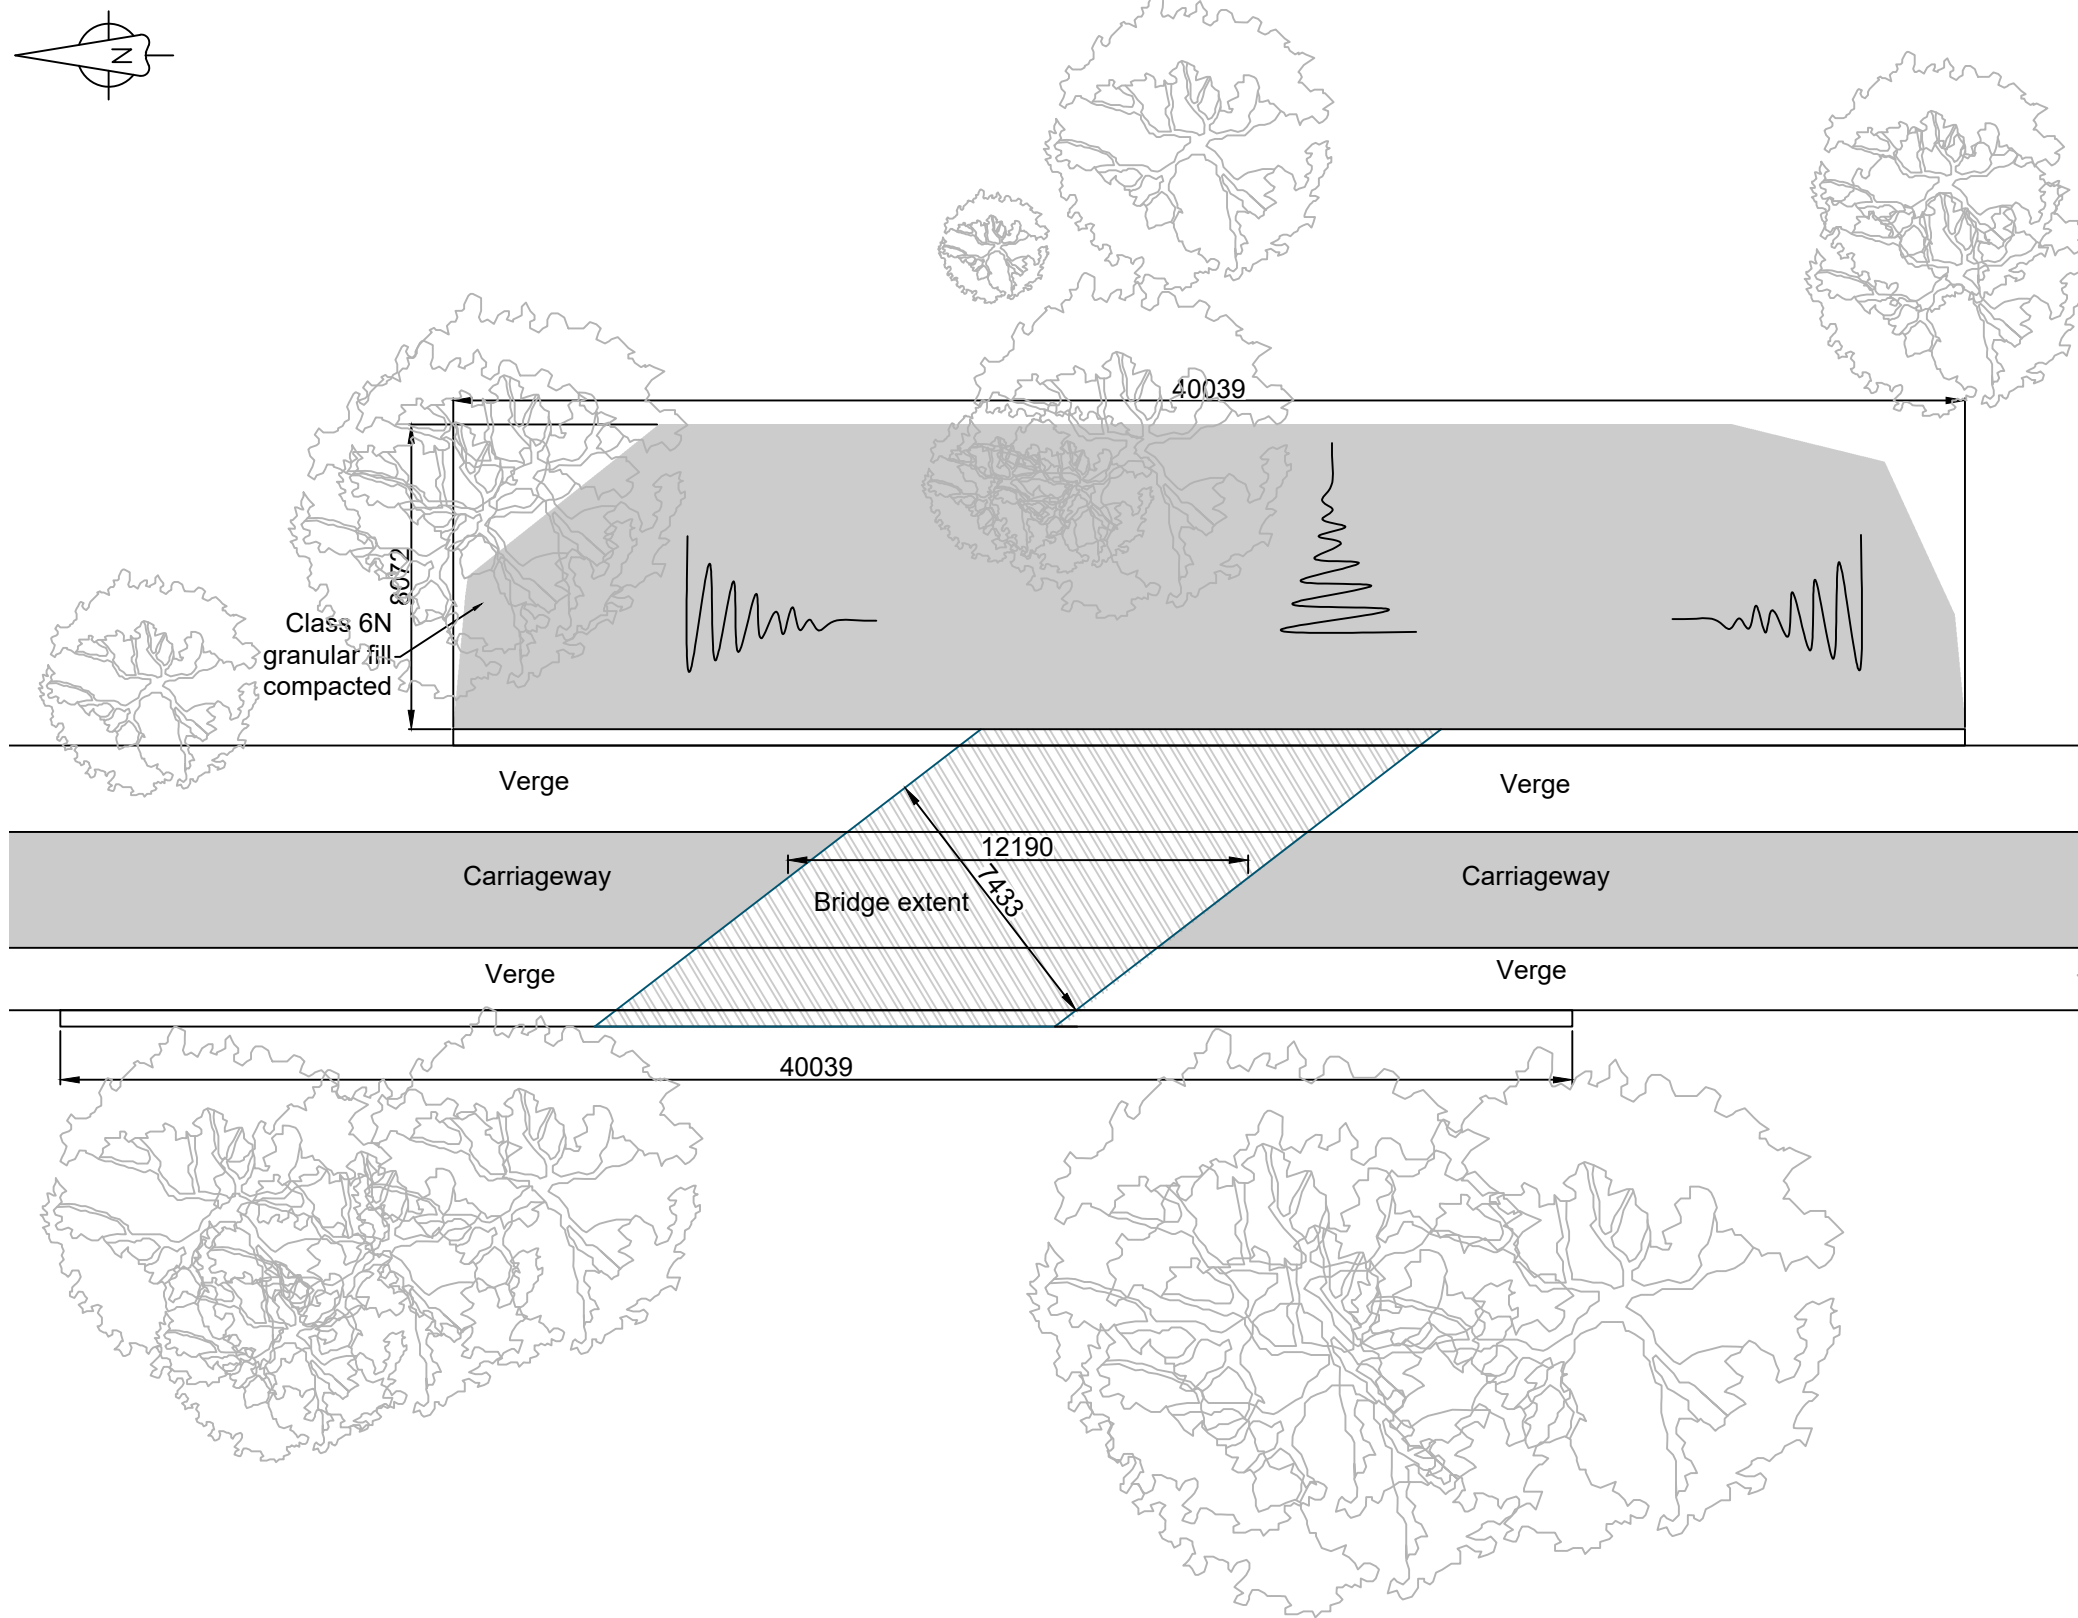 N
40039
8072
Class 6N
granular fill
compacted
Verge
Verge
12190
Carriageway
Carriageway
7433
Bridge extent
Verge
Verge
40039